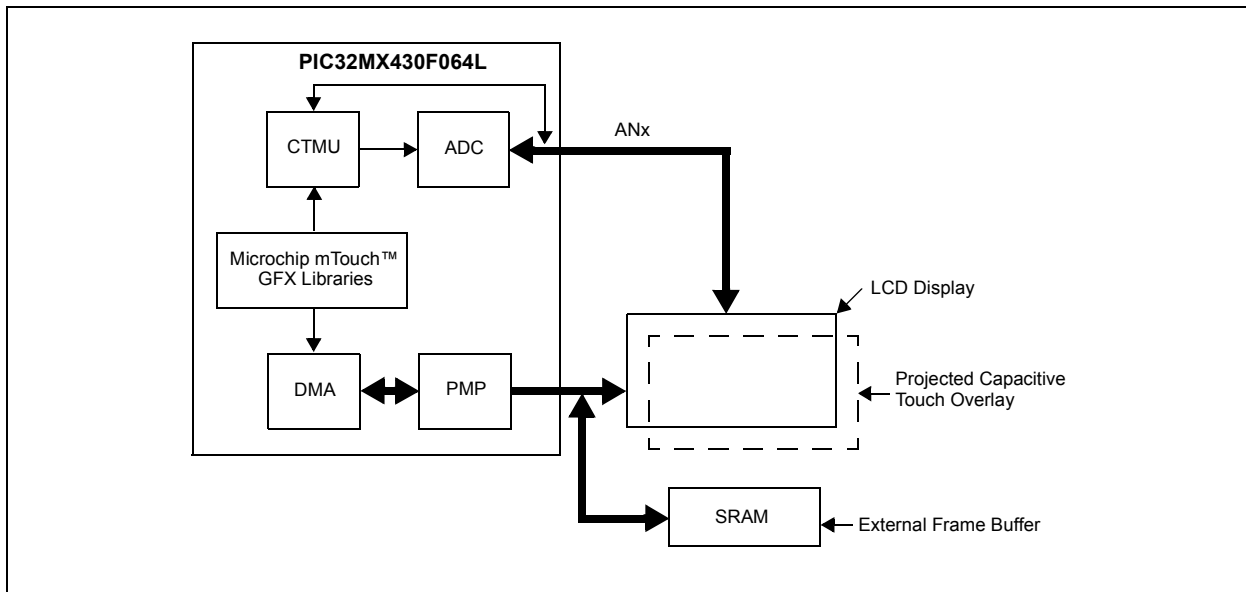 PIC32MX430F064L
CTMU
ADC
ANx
Microchip mTouch™
GFX Libraries
LCD Display
DMA
PMP
Projected Capacitive
Touch Overlay
SRAM
External Frame Buffer